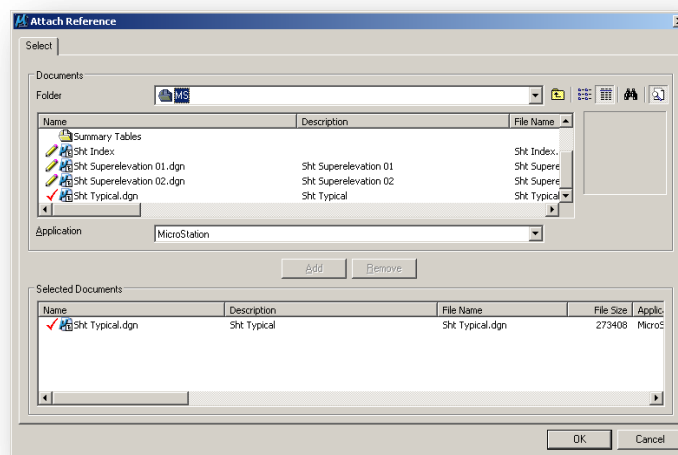 Attach Reference
Select
Documents
Folder MS
Name Description File Name
Summary Tables
Sht Index Sht Index.
Sht Superelevation 01.dgn Sht Superelevation 01 Sht Supere
Sht Superelevation 02.dgn Sht Superelevation 02 Sht Supere
Sht Typical.dgn Sht Typical Sht Typical
Application MicroStation
Add Remove
Selected Documents
Name Description File Name File Size Applic
Sht Typical.dgn Sht Typical Sht Typical.dgn 273408 MicroS
OK Cancel